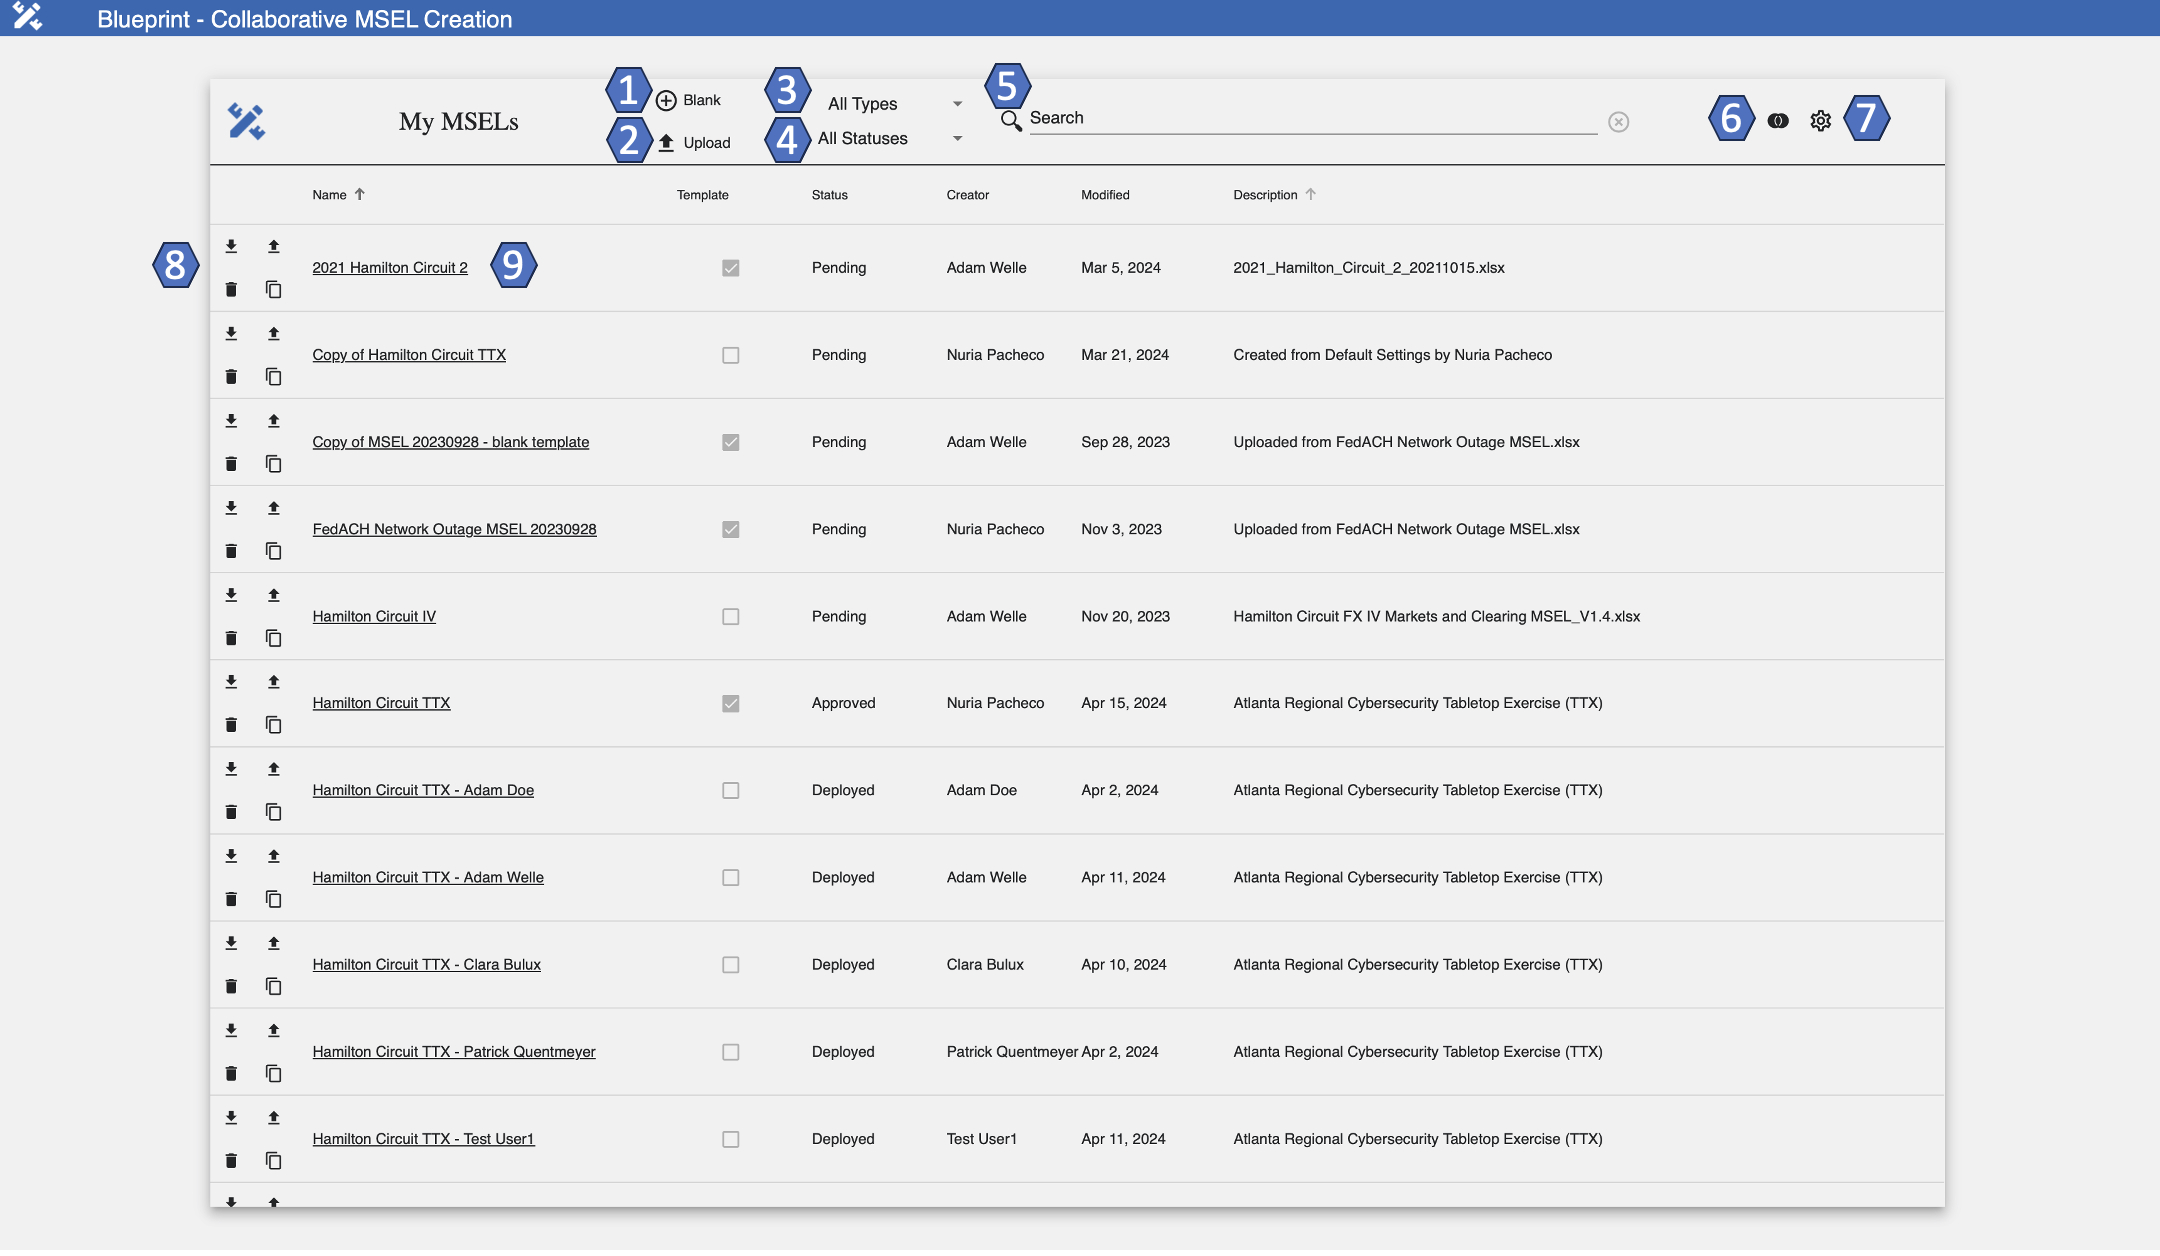 Blueprint - Collaborative MSEL Creation
My MSELs
1 Blank
2 Upload
3 All Types
4 All Statuses
5 Search
6
7
Name Template Status Creator Modified Description
8 2021 Hamilton Circuit 2 9 Pending Adam Welle Mar 5, 2024 2021_Hamilton_Circuit_2_20211015.xlsx
Copy of Hamilton Circuit TTX Pending Nuria Pacheco Mar 21, 2024 Created from Default Settings by Nuria Pacheco
Copy of MSEL 20230928 - blank template Pending Adam Welle Sep 28, 2023 Uploaded from FedACH Network Outage MSEL.xlsx
FedACH Network Outage MSEL 20230928 Pending Nuria Pacheco Nov 3, 2023 Uploaded from FedACH Network Outage MSEL.xlsx
Hamilton Circuit IV Pending Adam Welle Nov 20, 2023 Hamilton Circuit FX IV Markets and Clearing MSEL_V1.4.xlsx
Hamilton Circuit TTX Approved Nuria Pacheco Apr 15, 2024 Atlanta Regional Cybersecurity Tabletop Exercise (TTX)
Hamilton Circuit TTX - Adam Doe Deployed Adam Doe Apr 2, 2024 Atlanta Regional Cybersecurity Tabletop Exercise (TTX)
Hamilton Circuit TTX - Adam Welle Deployed Adam Welle Apr 11, 2024 Atlanta Regional Cybersecurity Tabletop Exercise (TTX)
Hamilton Circuit TTX - Clara Bulux Deployed Clara Bulux Apr 10, 2024 Atlanta Regional Cybersecurity Tabletop Exercise (TTX)
Hamilton Circuit TTX - Patrick Quentmeyer Deployed Patrick Quentmeyer Apr 2, 2024 Atlanta Regional Cybersecurity Tabletop Exercise (TTX)
Hamilton Circuit TTX - Test User1 Deployed Test User1 Apr 11, 2024 Atlanta Regional Cybersecurity Tabletop Exercise (TTX)